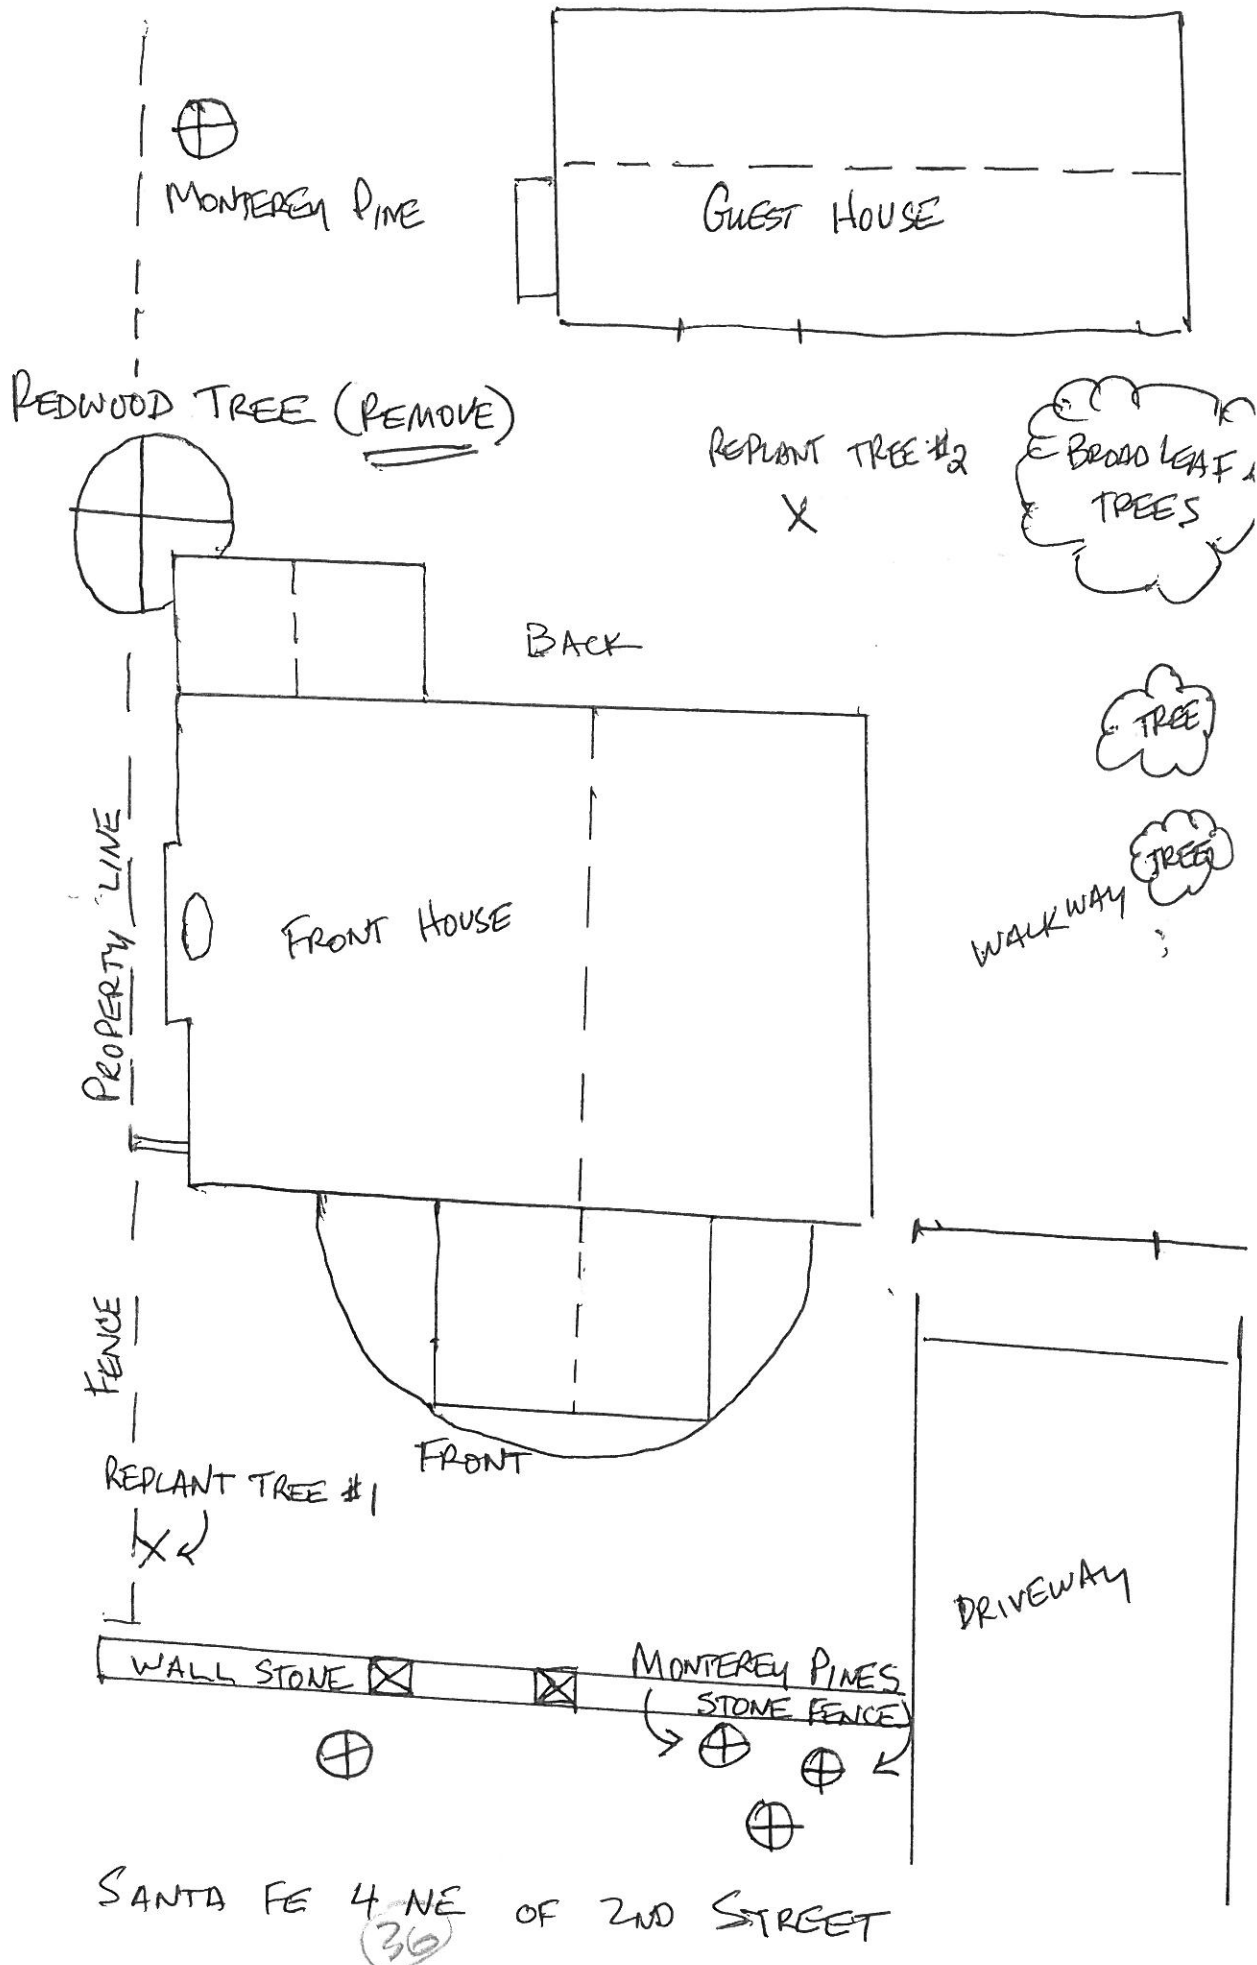 MONTEREY PINE
GUEST HOUSE
REDWOOD TREE (REMOVE)
REPLANT TREE #2
X
BROAD LEAF
TREES
BACK
TREE
TREE
WALKWAY
PROPERTY LINE
FRONT HOUSE
FENCE
FRONT
REPLANT TREE #1
X
DRIVEWAY
WALL STONE
MONTEREY PINES
STONE FENCE
SANTA FE 4 NE OF 2ND STREET
36